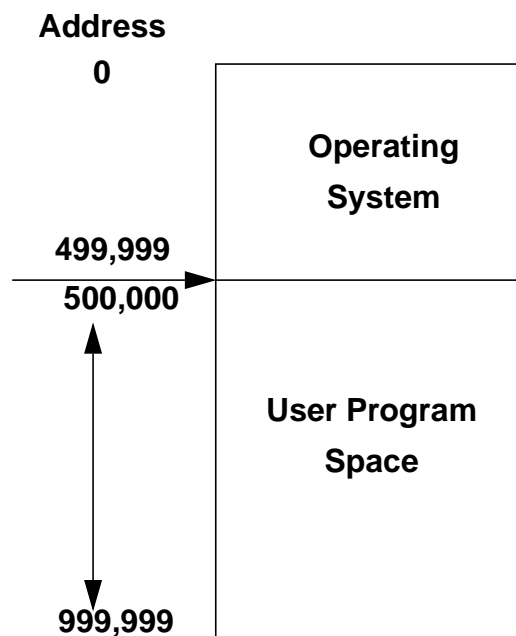 Address
0
Operating
System
499,999
500,000
User Program
Space
999,999